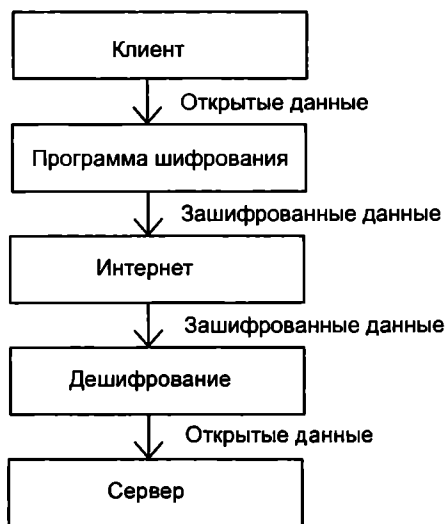 Клиент
Открытые данные
Программа шифрования
Зашифрованные данные
Интернет
Зашифрованные данные
Дешифрование
Открытые данные
Сервер